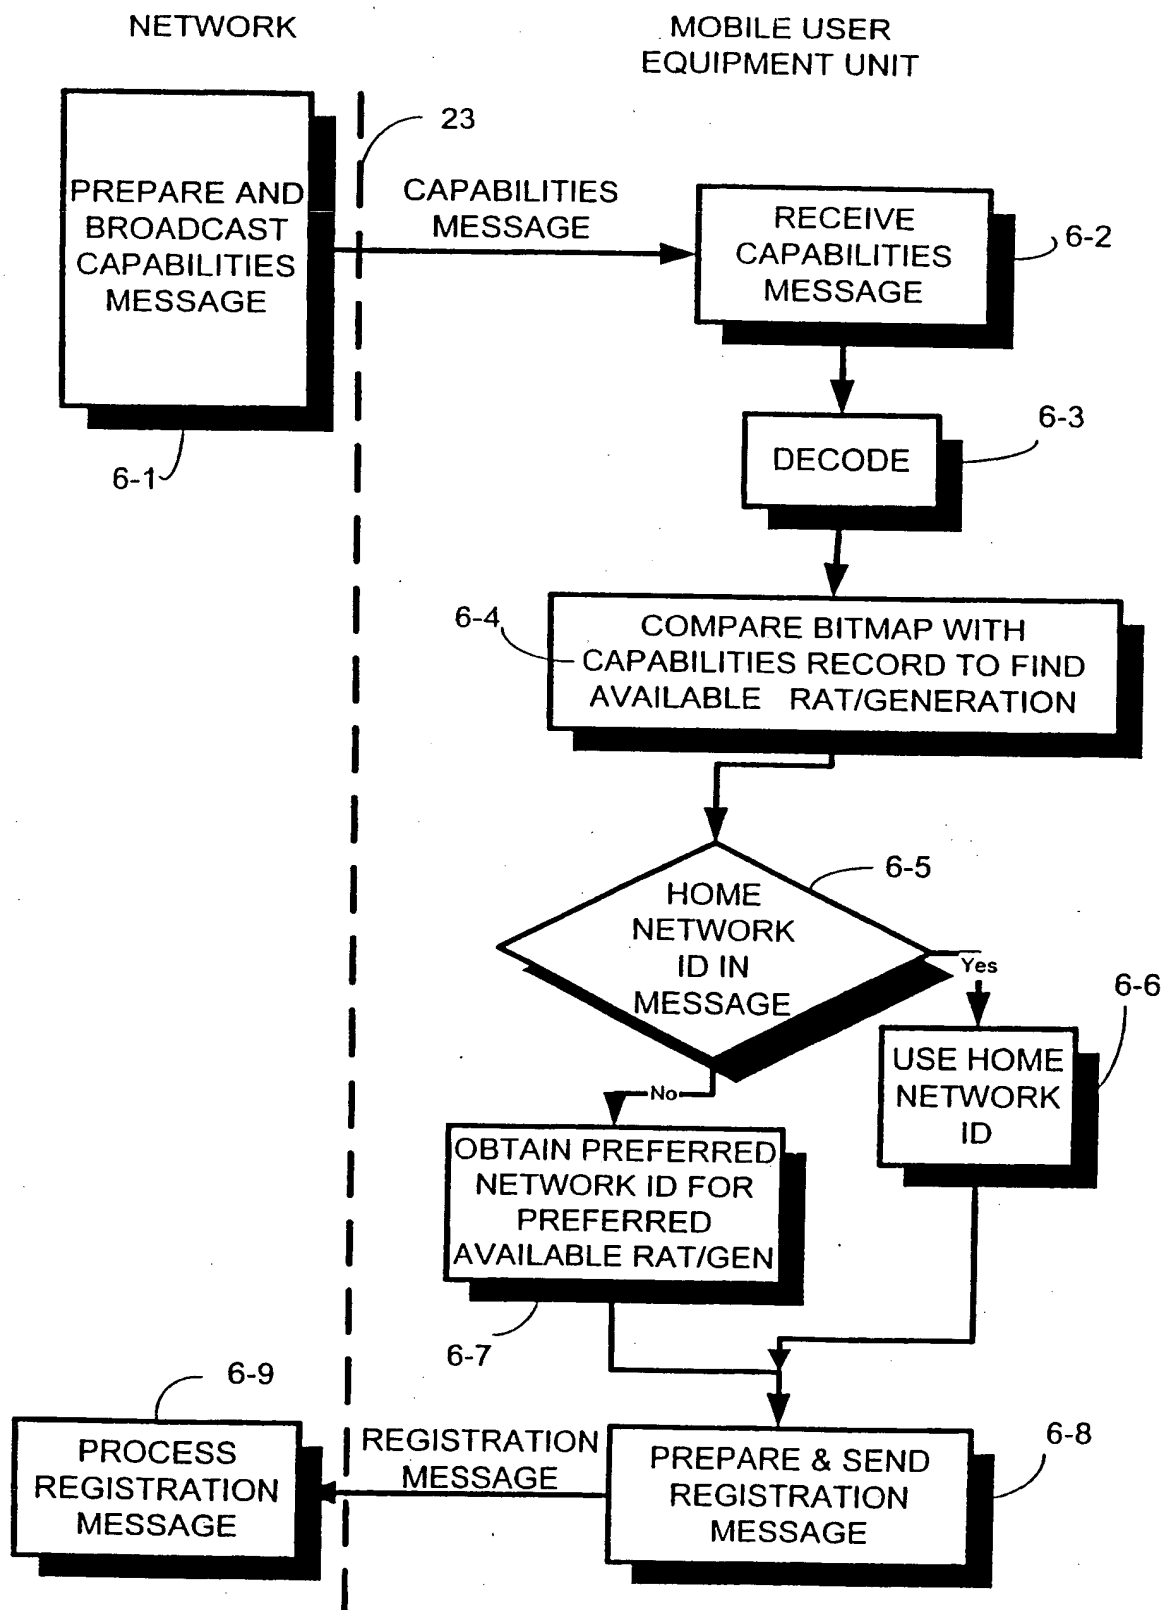 NETWORK
MOBILE USER
EQUIPMENT UNIT
23
PREPARE AND
BROADCAST
CAPABILITIES
MESSAGE
CAPABILITIES
MESSAGE
RECEIVE
CAPABILITIES
MESSAGE
6-2
6-1
DECODE
6-3
6-4
COMPARE BITMAP WITH
CAPABILITIES RECORD TO FIND
AVAILABLE RAT/GENERATION
6-5
HOME
NETWORK
ID IN
MESSAGE
Yes
6-6
USE HOME
NETWORK
ID
No
OBTAIN PREFERRED
NETWORK ID FOR
PREFERRED
AVAILABLE RAT/GEN
6-7
6-9
PROCESS
REGISTRATION
MESSAGE
REGISTRATION
MESSAGE
PREPARE & SEND
REGISTRATION
MESSAGE
6-8